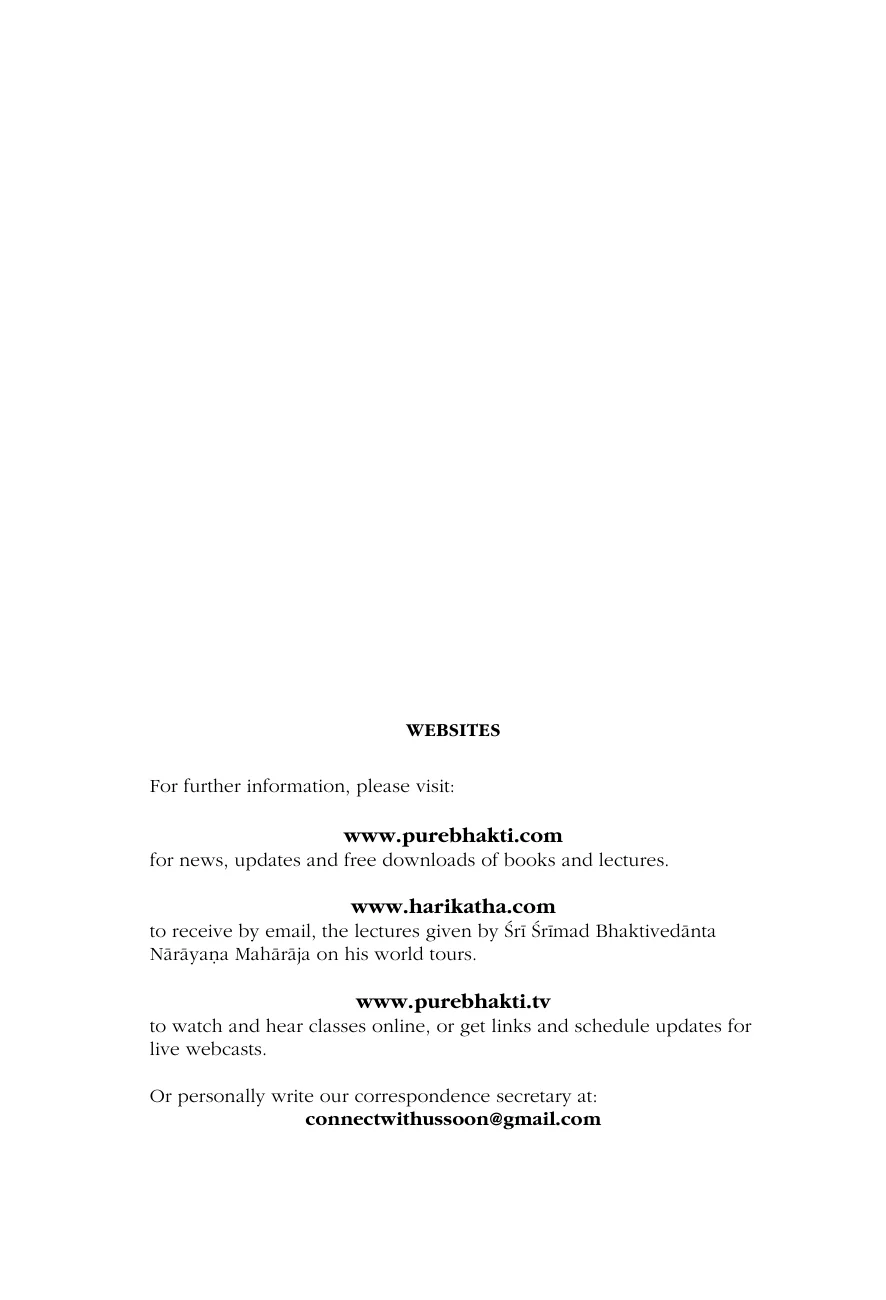 WEBSITES
For further information, please visit:
www.purebhakti.com
for news, updates and free downloads of books and lectures.
www.harikatha.com
to receive by email, the lectures given by Śrī Śrīmad Bhaktivedānta
Nārāyaṇa Mahārāja on his world tours.
www.purebhakti.tv
to watch and hear classes online, or get links and schedule updates for
live webcasts.
Or personally write our correspondence secretary at:
connectwithussoon@gmail.com